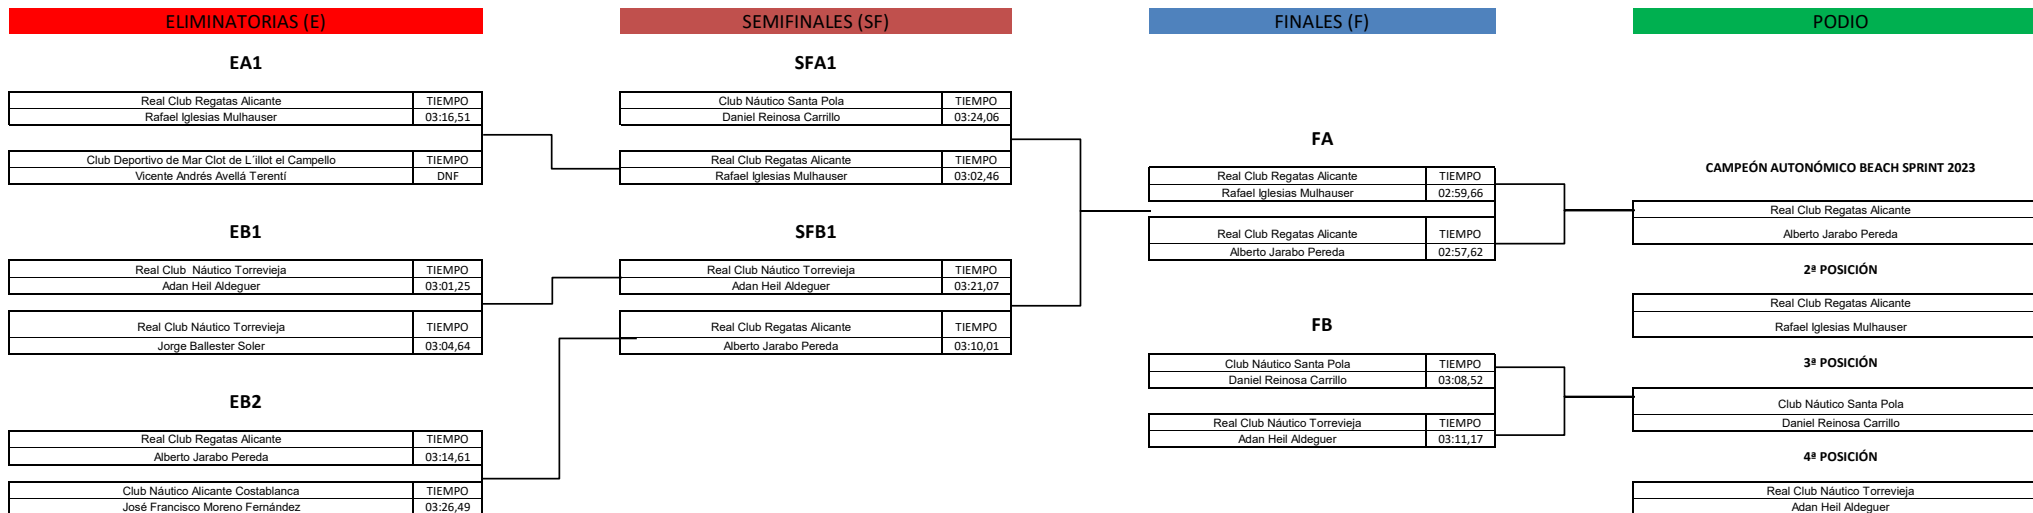 ELIMINATORIAS (E)
EA1
Real Club Regatas Alicante TIEMPO
Rafael Iglesias Mulhauser 03:16,51
Club Deportivo de Mar Clot de L´illot el Campello TIEMPO
Vicente Andrés Avellá Terentí DNF
EB1
Real Club Náutico Torrevieja TIEMPO
Adan Heil Aldeguer 03:01,25
Real Club Náutico Torrevieja TIEMPO
Jorge Ballester Soler 03:04,64
EB2
Real Club Regatas Alicante TIEMPO
Alberto Jarabo Pereda 03:14,61
Club Náutico Alicante Costablanca TIEMPO
José Francisco Moreno Fernández 03:26,49
SEMIFINALES (SF)
SFA1
Club Náutico Santa Pola TIEMPO
Daniel Reinosa Carrillo 03:24,06
Real Club Regatas Alicante TIEMPO
Rafael Iglesias Mulhauser 03:02,46
SFB1
Real Club Náutico Torrevieja TIEMPO
Adan Heil Aldeguer 03:21,07
Real Club Regatas Alicante TIEMPO
Alberto Jarabo Pereda 03:10,01
FINALES (F)
FA
Real Club Regatas Alicante TIEMPO
Rafael Iglesias Mulhauser 02:59,66
Real Club Regatas Alicante TIEMPO
Alberto Jarabo Pereda 02:57,62
FB
Club Náutico Santa Pola TIEMPO
Daniel Reinosa Carrillo 03:08,52
Real Club Náutico Torrevieja TIEMPO
Adan Heil Aldeguer 03:11,17
PODIO
CAMPEÓN AUTONÓMICO BEACH SPRINT 2023
Real Club Regatas Alicante
Alberto Jarabo Pereda
2ª POSICIÓN
Real Club Regatas Alicante
Rafael Iglesias Mulhauser
3ª POSICIÓN
Club Náutico Santa Pola
Daniel Reinosa Carrillo
4ª POSICIÓN
Real Club Náutico Torrevieja
Adan Heil Aldeguer